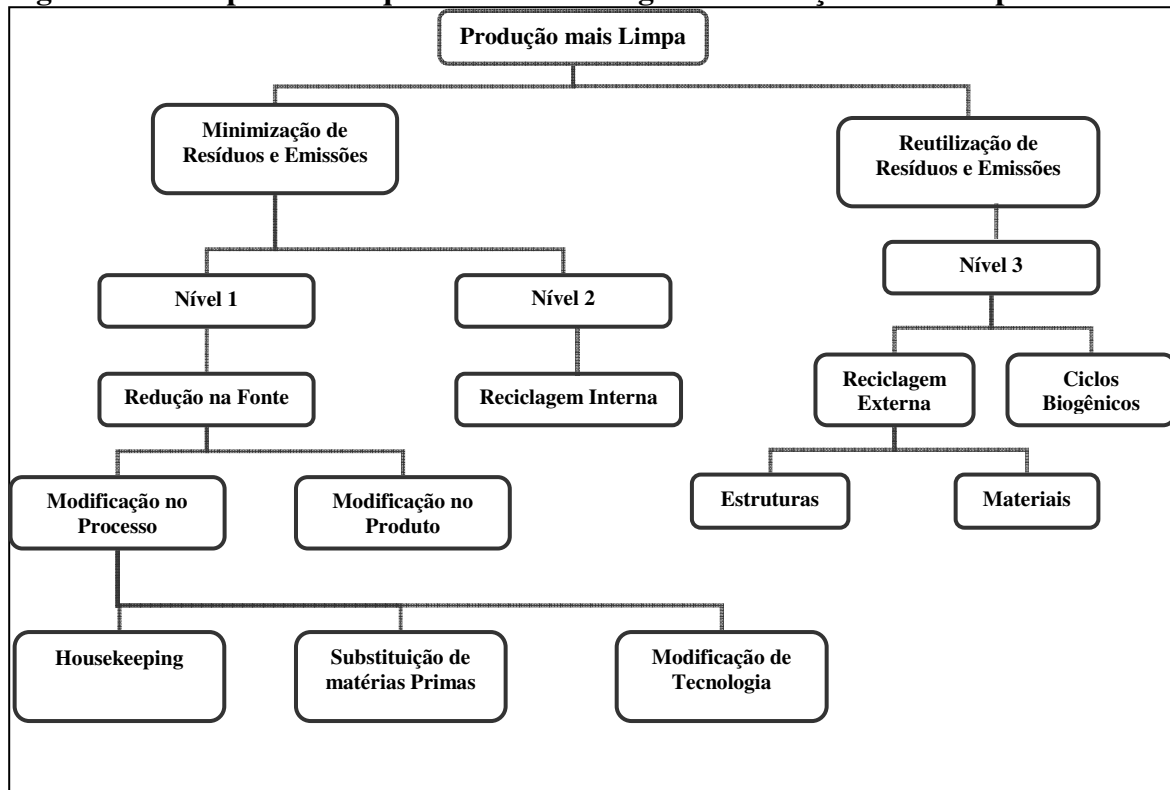 Produção mais Limpa
Minimização de
Resíduos e Emissões
Reutilização de
Resíduos e Emissões
Nível 1
Nível 2
Nível 3
Redução na Fonte
Reciclagem Interna
Reciclagem
Externa
Ciclos
Biogênicos
Modificação no
Processo
Modificação no
Produto
Estruturas
Materiais
Housekeeping
Substituição de
matérias Primas
Modificação de
Tecnologia